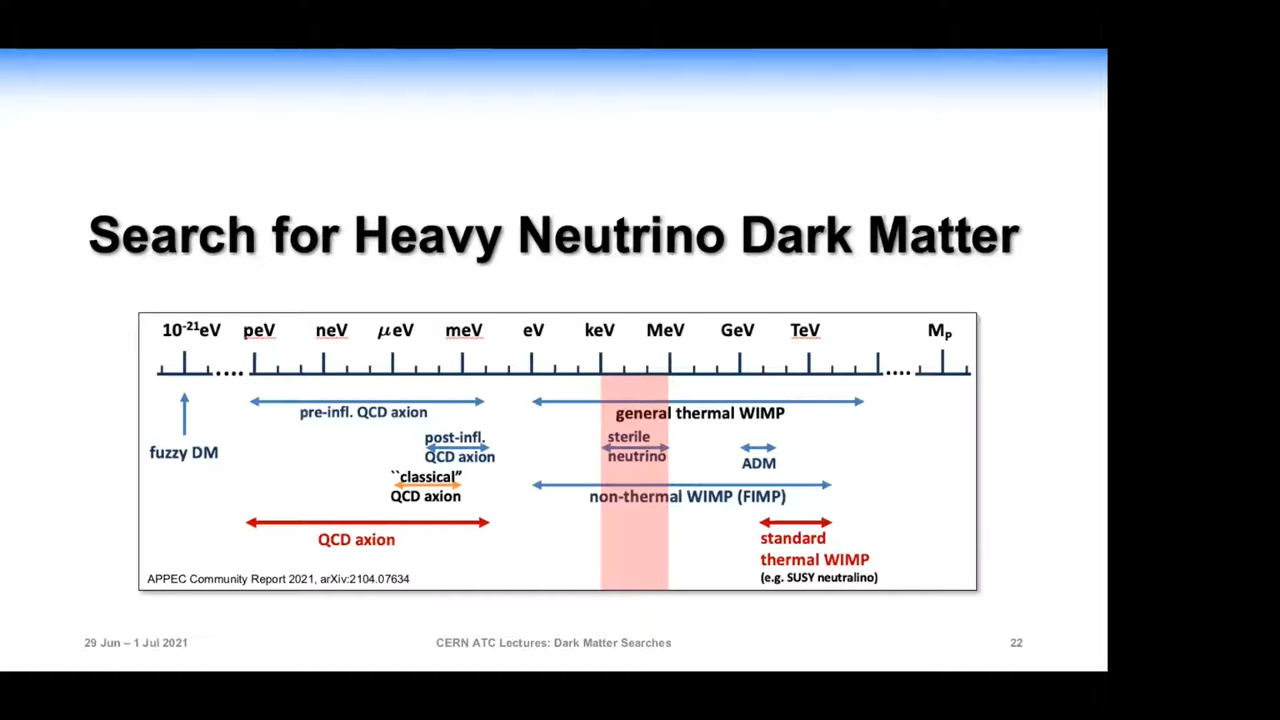 Search for Heavy Neutrino Dark Matter
10⁻²¹eV peV neV μeV meV eV keV MeV GeV TeV Mₚ
pre-infl. QCD axion
general thermal WIMP
fuzzy DM
post-infl.
QCD axion
sterile
neutrino
ADM
``classical”
QCD axion
non-thermal WIMP (FIMP)
QCD axion
standard
thermal WIMP
(e.g. SUSY neutralino)
APPEC Community Report 2021, arXiv:2104.07634
29 Jun – 1 Jul 2021 CERN ATC Lectures: Dark Matter Searches 22